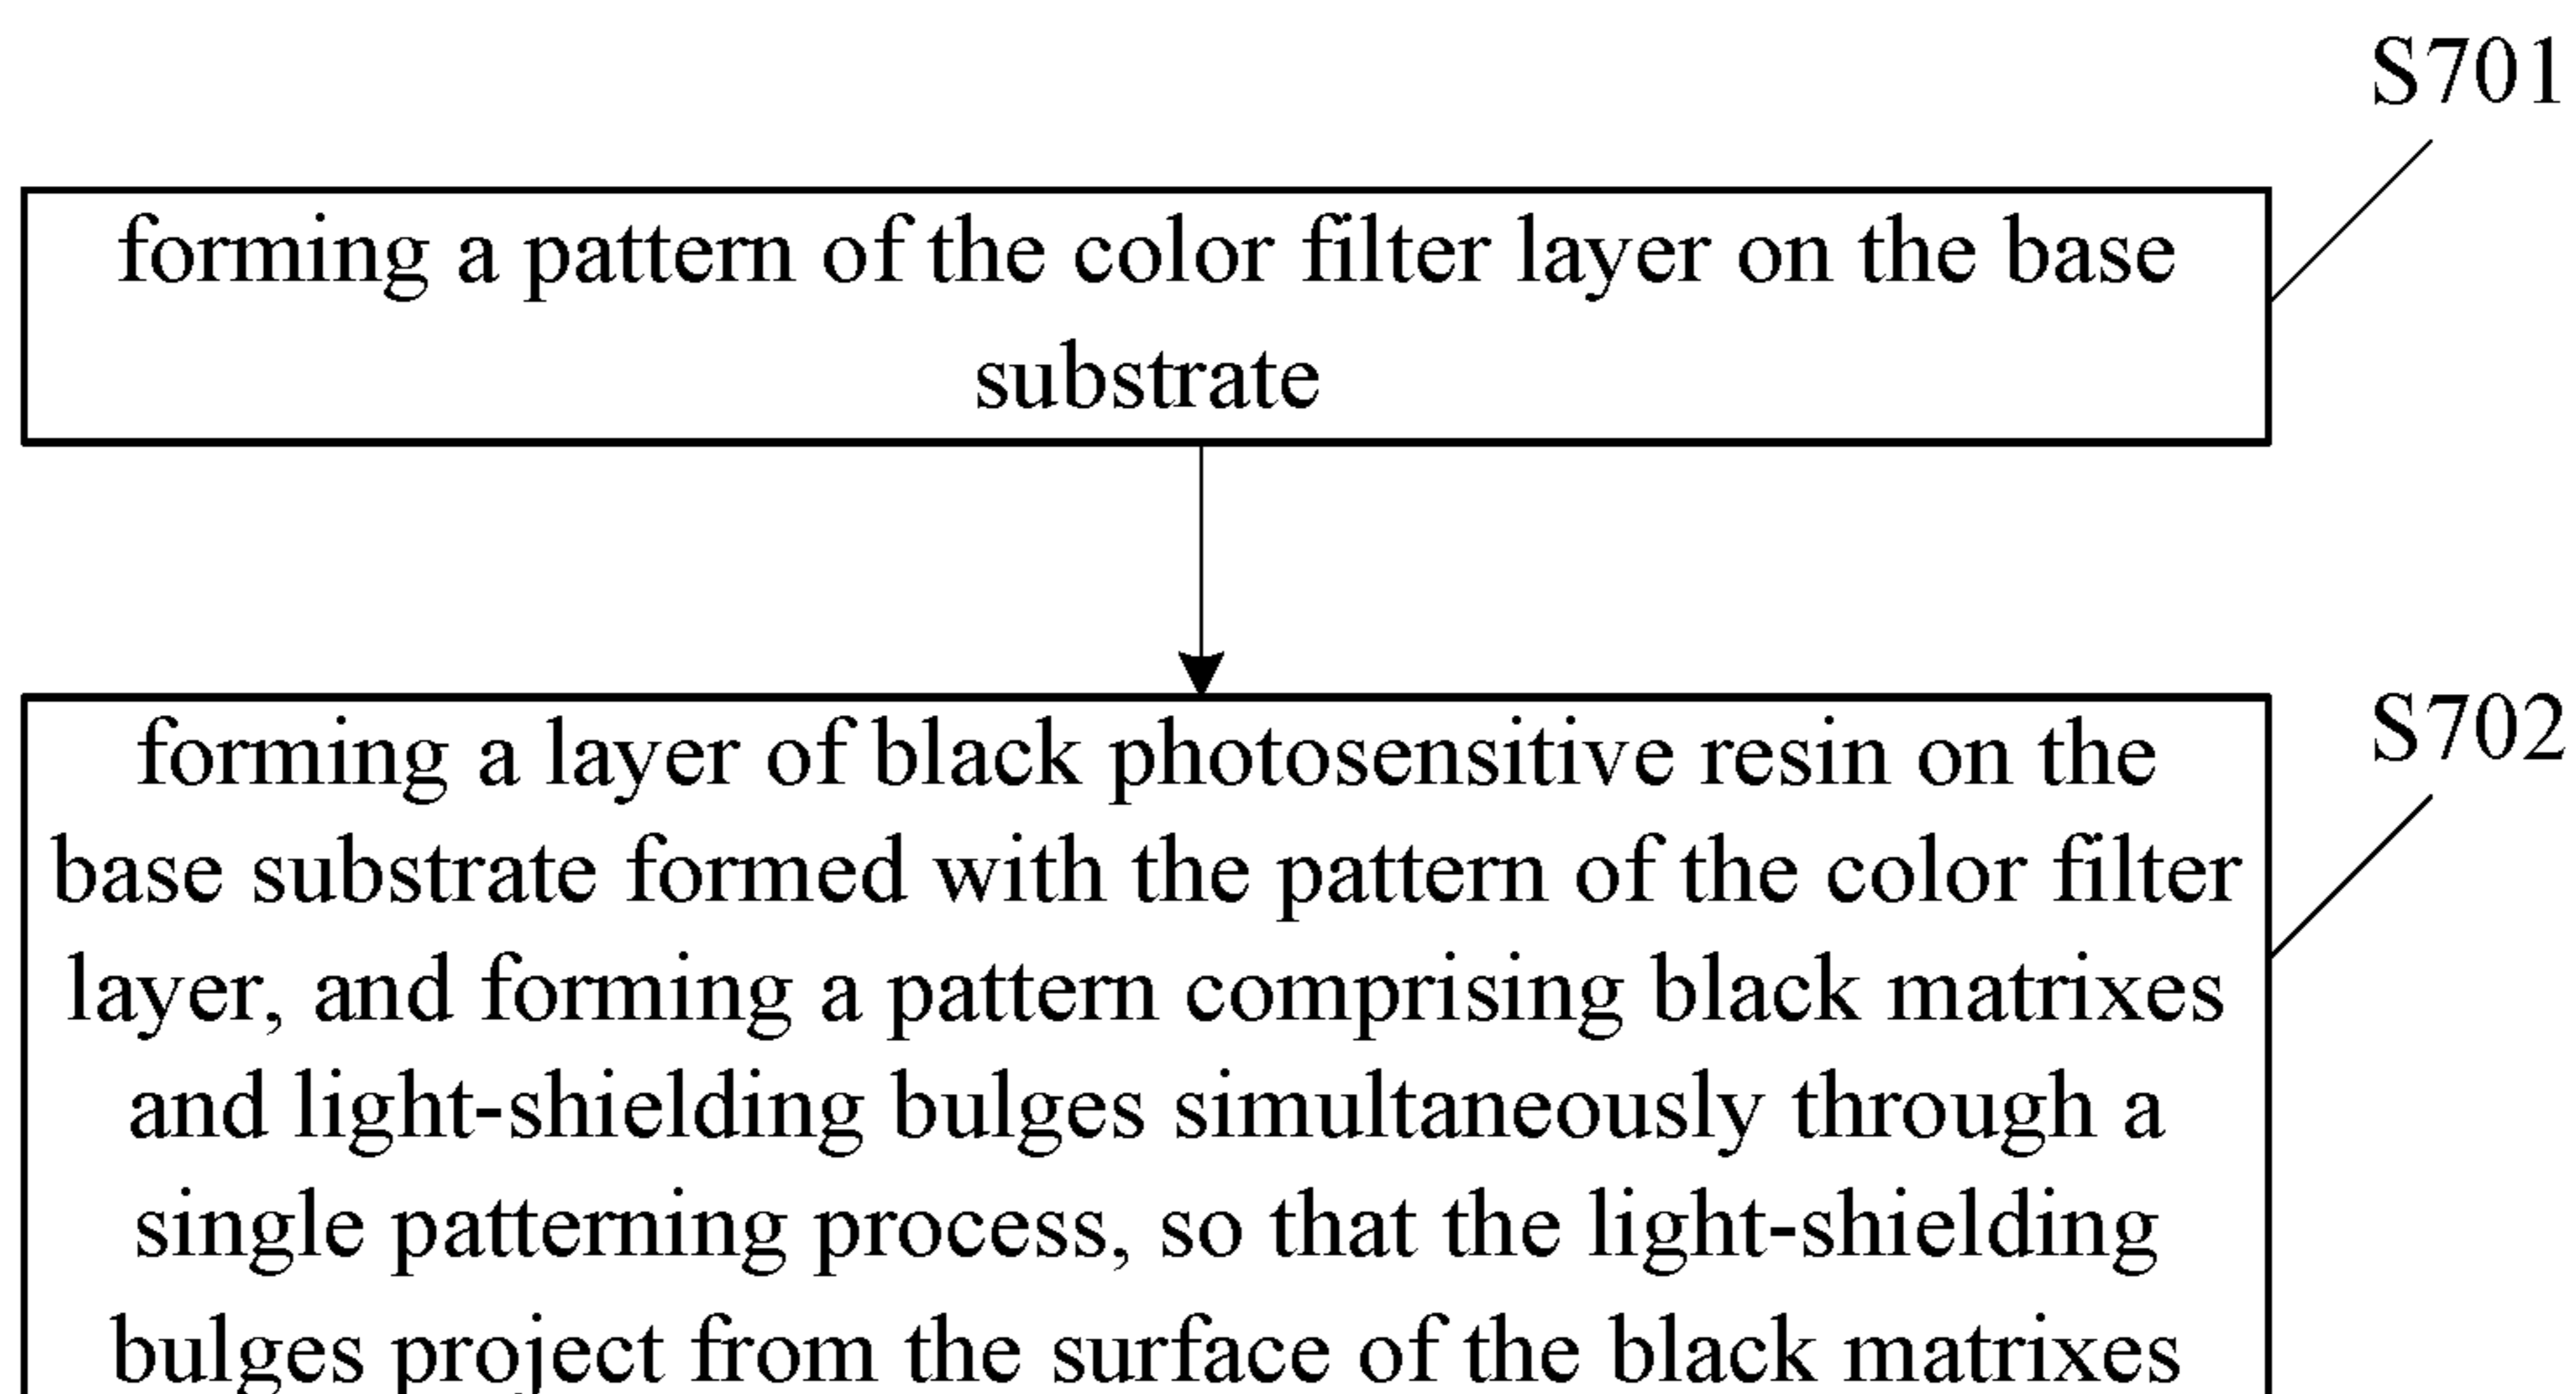 S701
forming a pattern of the color filter layer on the base
substrate
S702
forming a layer of black photosensitive resin on the
base substrate formed with the pattern of the color filter
layer, and forming a pattern comprising black matrixes
and light-shielding bulges simultaneously through a
single patterning process, so that the light-shielding
bulges project from the surface of the black matrixes